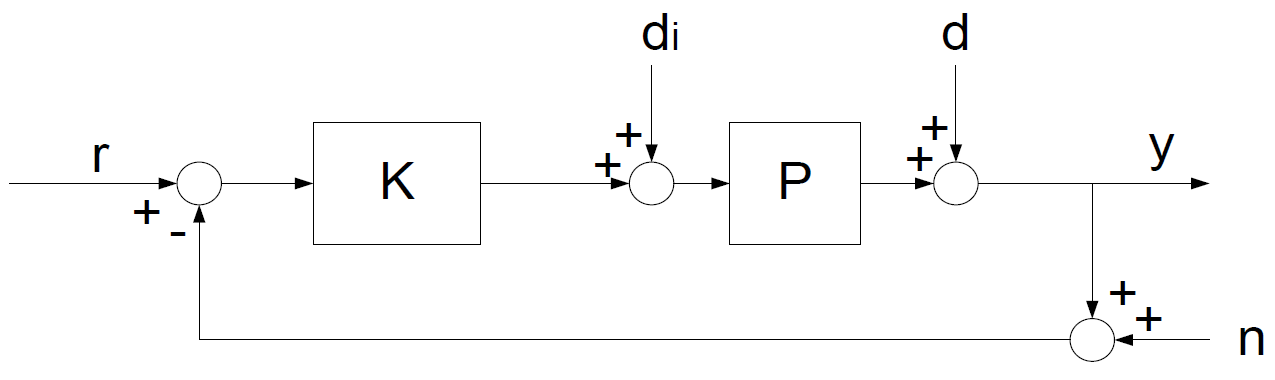 di d
r + - K + + P + + y
+ + n